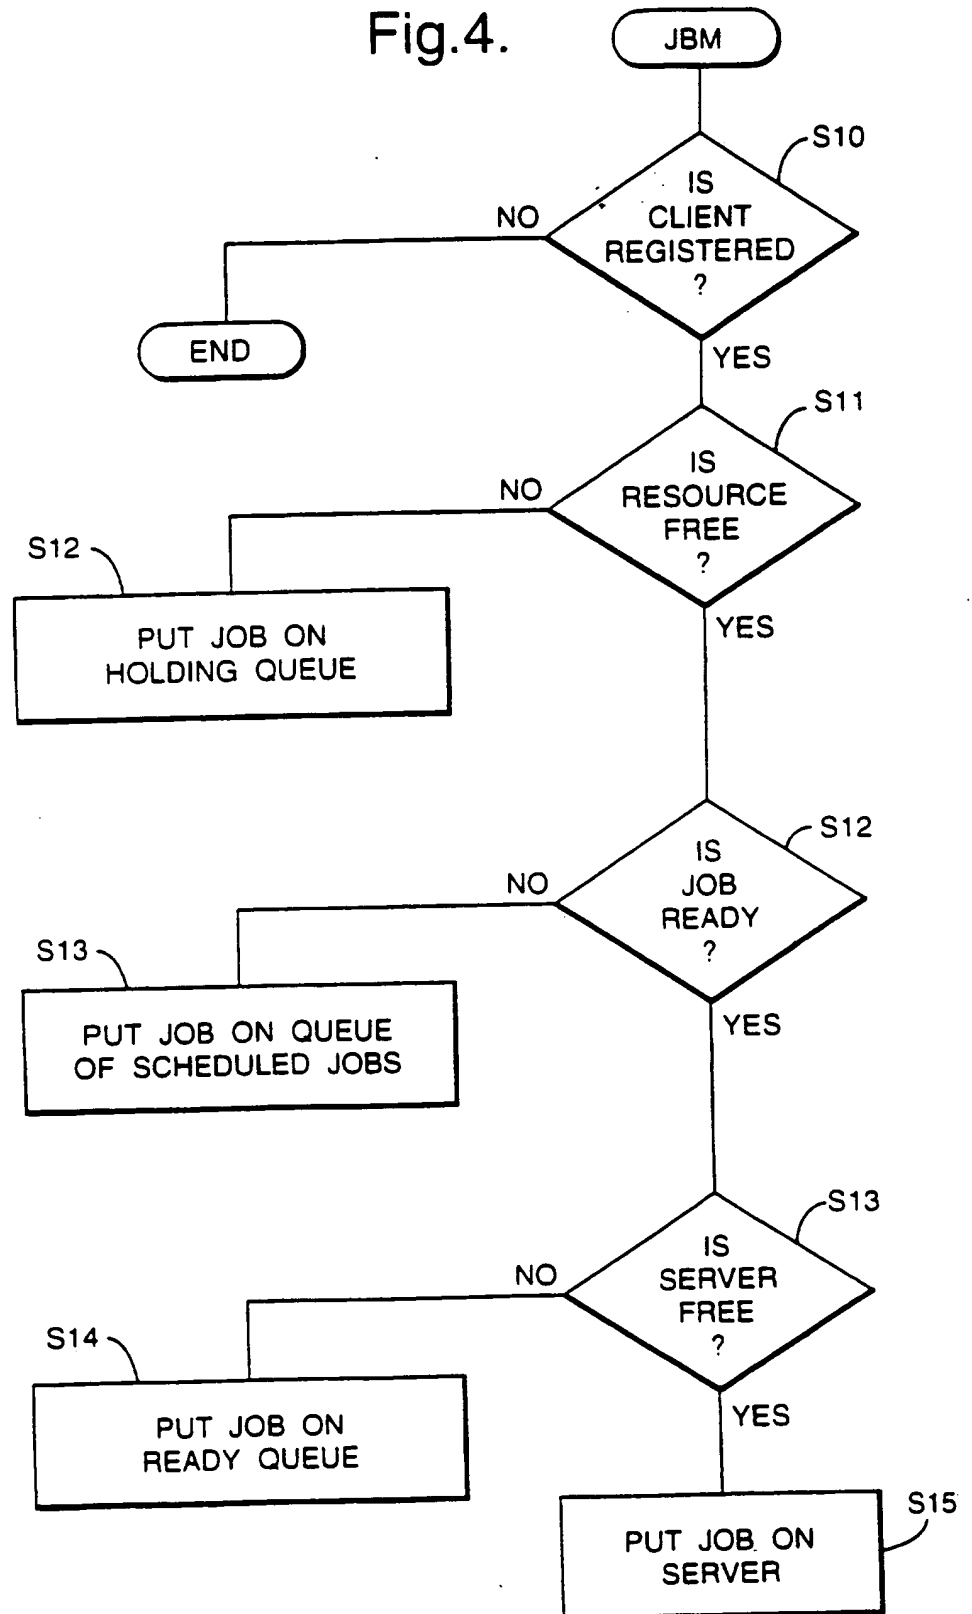 Fig.4.
JBM
S10
IS
CLIENT
REGISTERED
?
NO
YES
END
S11
IS
RESOURCE
FREE
?
NO
YES
S12
PUT JOB ON
HOLDING QUEUE
S12
IS
JOB
READY
?
NO
YES
S13
PUT JOB ON QUEUE
OF SCHEDULED JOBS
S13
IS
SERVER
FREE
?
NO
YES
S14
PUT JOB ON
READY QUEUE
S15
PUT JOB ON
SERVER